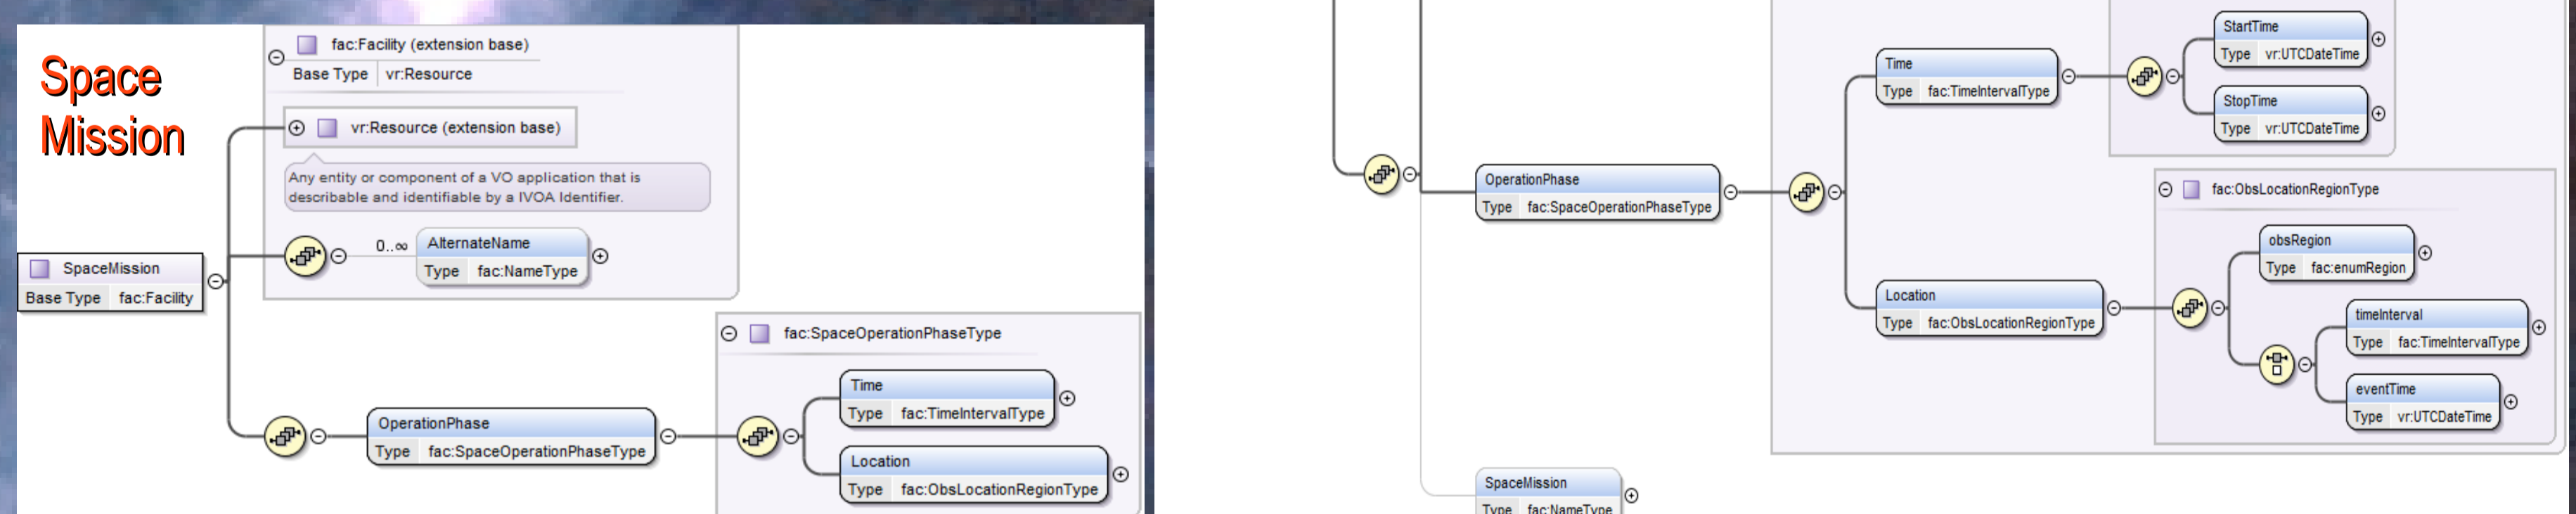 Space
Mission
fac:Facility (extension base)
Base Type vr:Resource
vr:Resource (extension base)
Any entity or component of a VO application that is
describable and identifiable by a IVOA Identifier.
0..∞
AlternateName
Type fac:NameType
SpaceMission
Base Type fac:Facility
fac:SpaceOperationPhaseType
Time
Type fac:TimeIntervalType
OperationPhase
Type fac:SpaceOperationPhaseType
Location
Type fac:ObsLocationRegionType
StartTime
Type vr:UTCDateTime
Time
Type fac:TimeIntervalType
StopTime
Type vr:UTCDateTime
OperationPhase
Type fac:SpaceOperationPhaseType
fac:ObsLocationRegionType
obsRegion
Type fac:enumRegion
Location
Type fac:ObsLocationRegionType
timeInterval
Type fac:TimeIntervalType
eventTime
Type vr:UTCDateTime
SpaceMission
Type fac:NameType